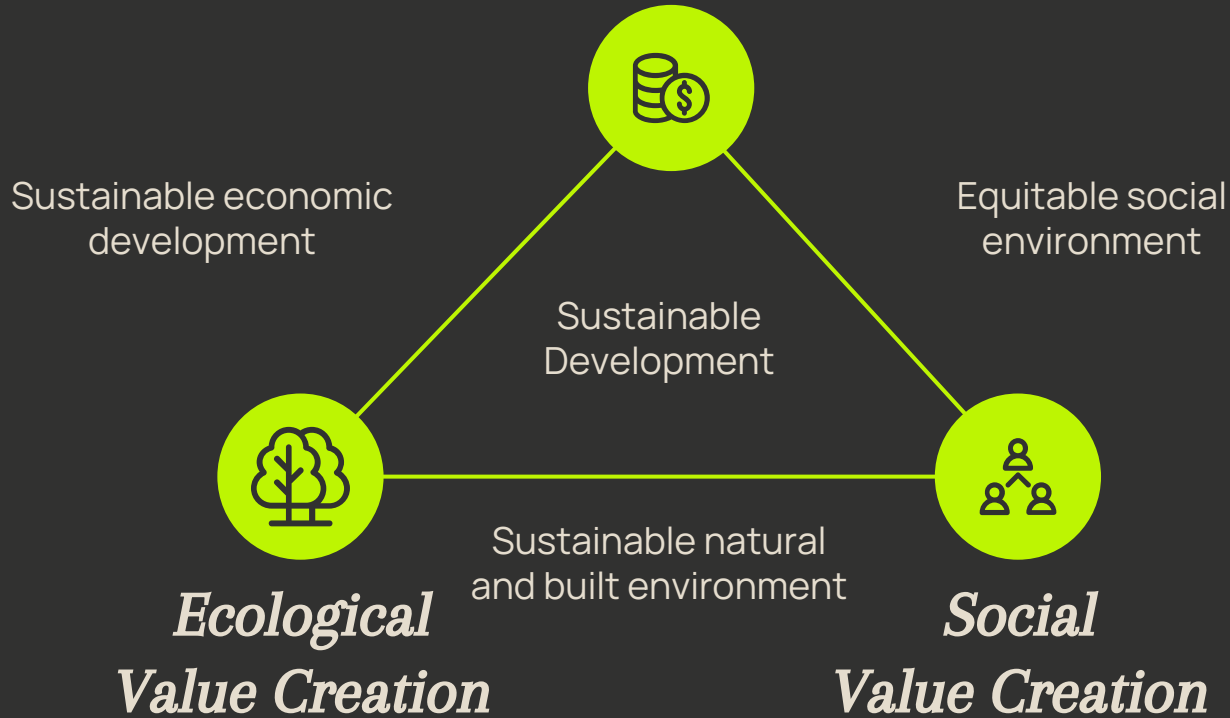 $
Sustainable economic
development
Equitable social
environment
Sustainable
Development
Sustainable natural
and built environment
Ecological
Value Creation
Social
Value Creation